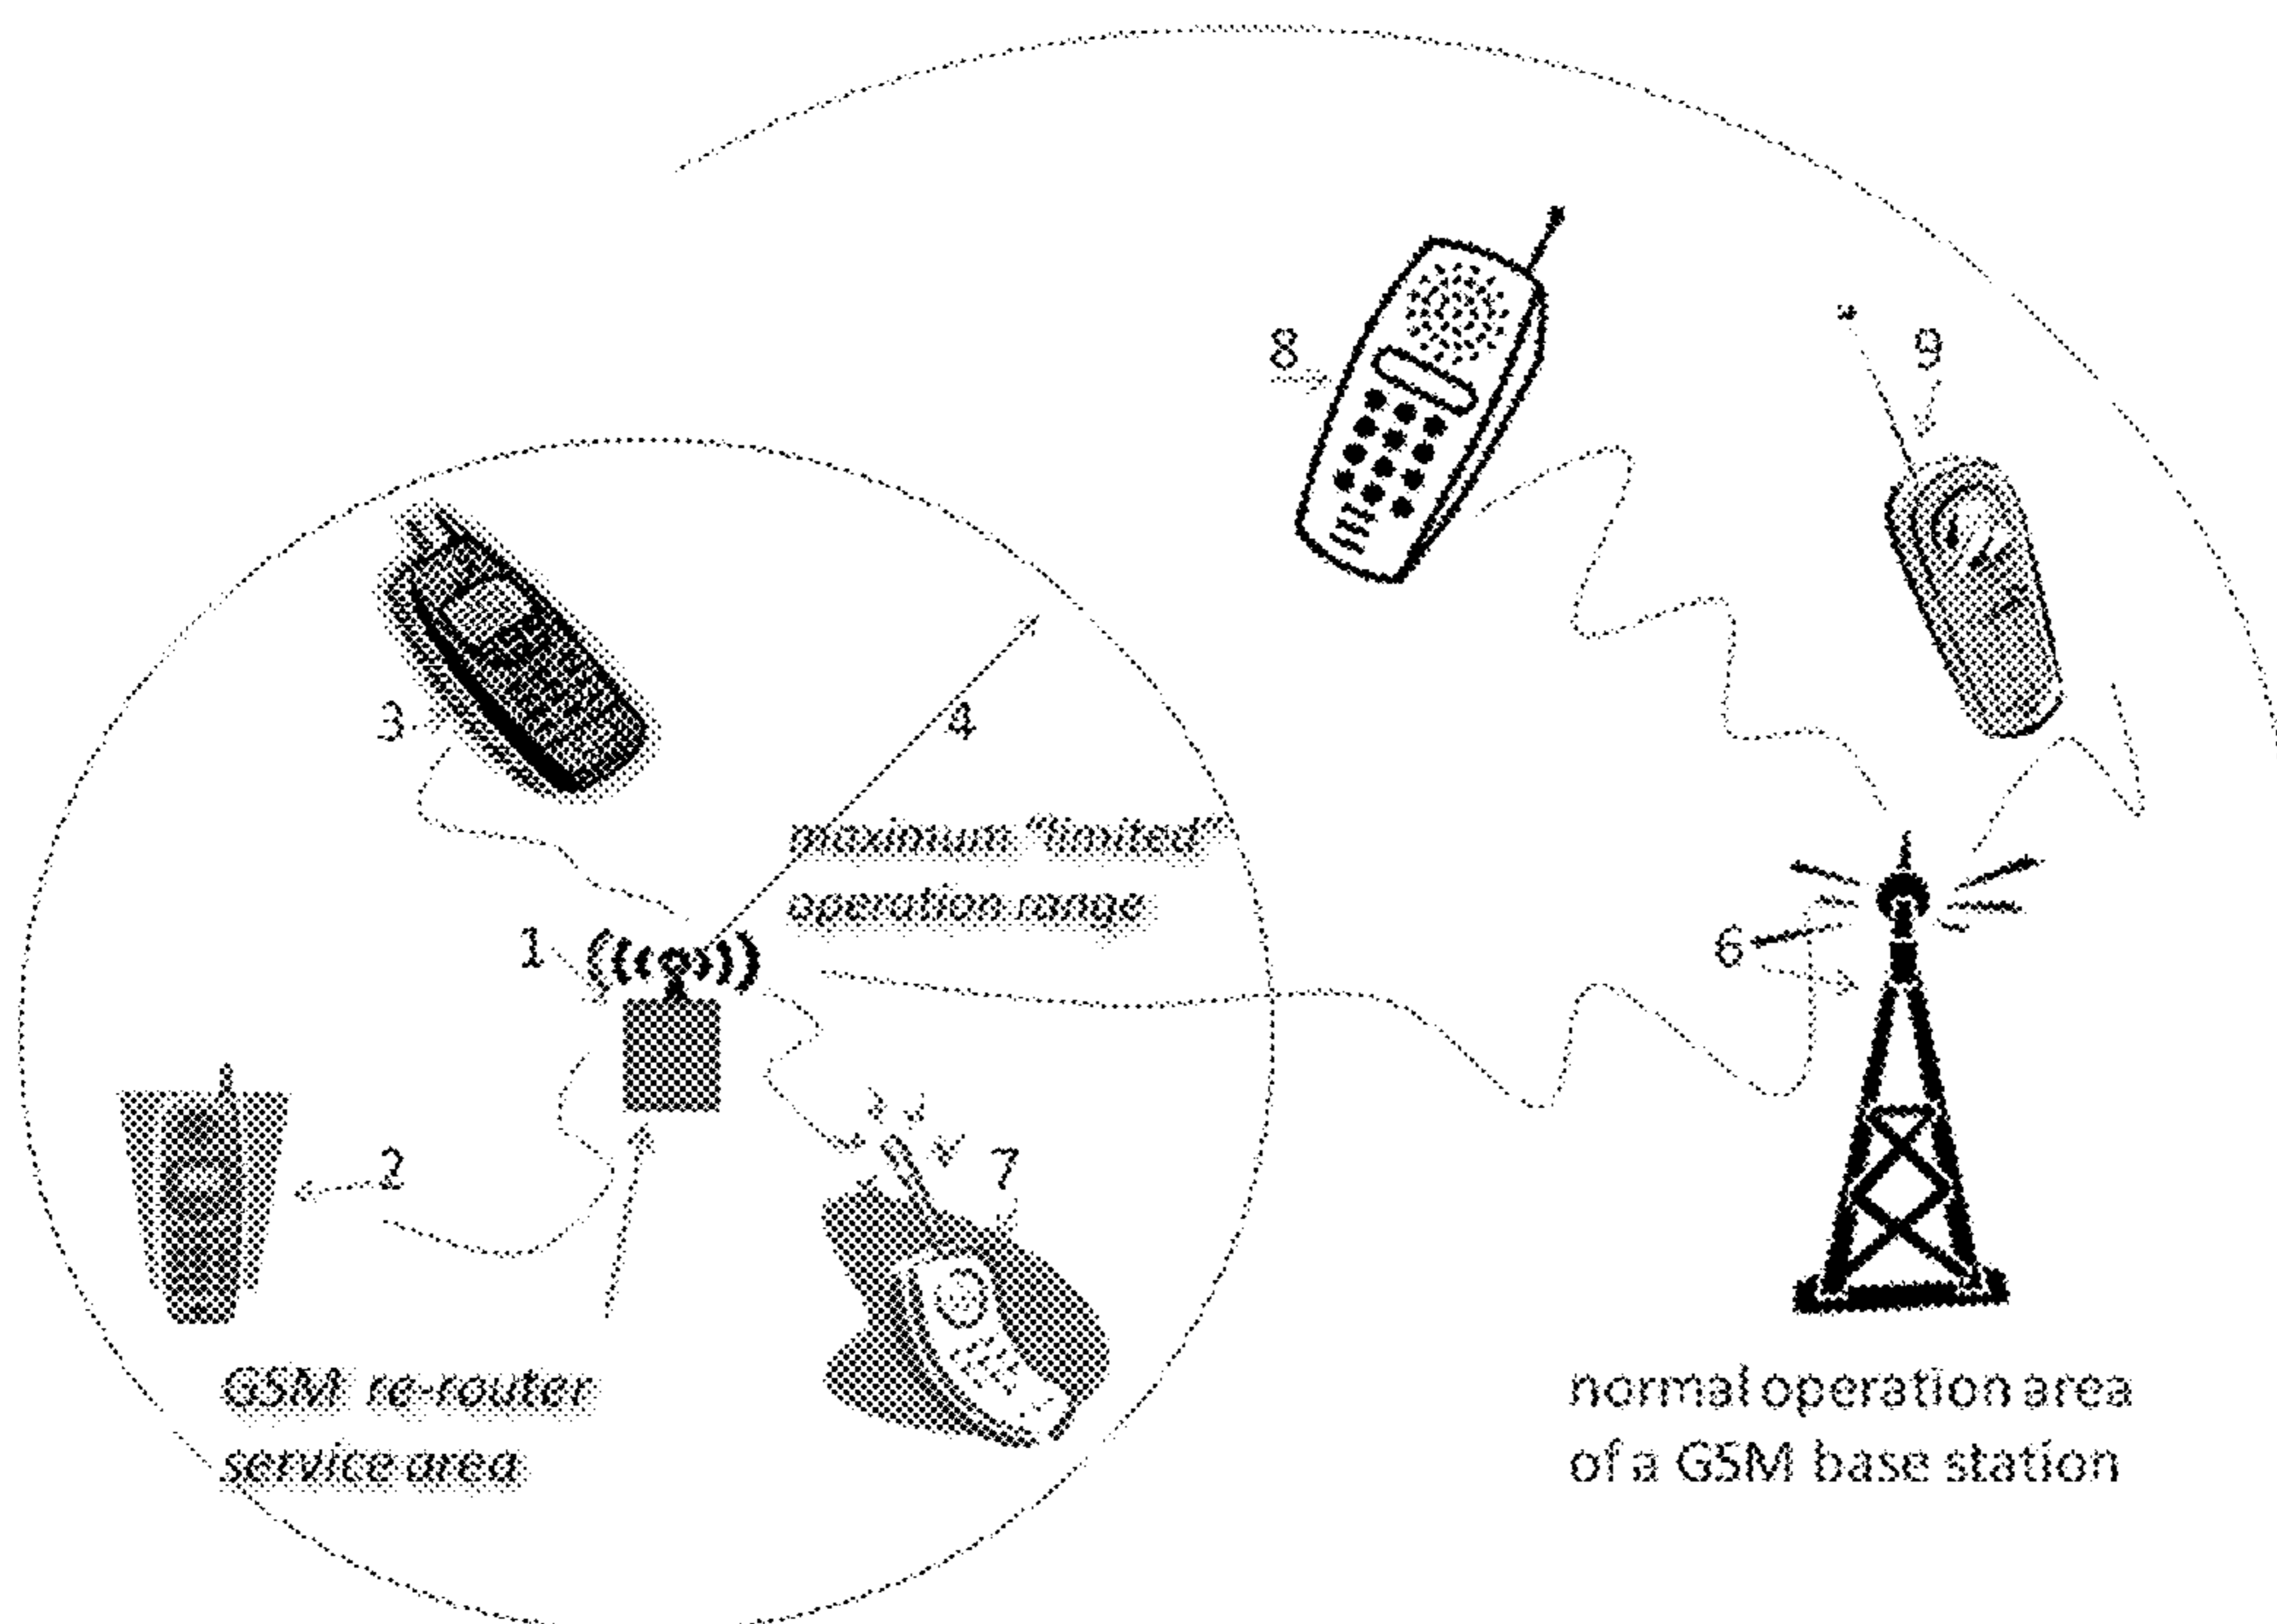 8
9
3
4
maximum "limited"
operation range
1
6
2
7
GSM re-router
service area
normal operation area
of a GSM base station